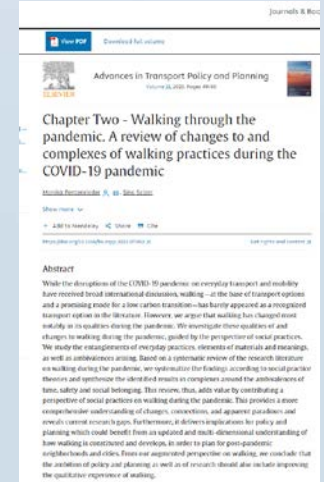 Journals & Boo
View PDF
Download full volume
ELSEVIER
Advances in Transport Policy and Planning
Chapter Two - Walking through the
pandemic. A review of changes to and
complexes of walking practices during the
COVID-19 pandemic
Show more
Add to Mendeley Share Cite
Get rights and content
Abstract
While the disruptions of the COVID-19 pandemic on everyday transport and mobility
have received broad international discussion, walking—at the base of transport options
and a promising mode for a low carbon transition—has barely appeared as a recognized
transport option in the literature. However, we argue that walking has changed most
notably in its qualities during the pandemic. We investigate these qualities of and
changes to walking during the pandemic, guided by the perspective of social practices.
We study the entanglements of everyday practices, elements of materials and meanings,
as well as ambivalences arising. Based on a systematic review of the research literature
on walking during the pandemic, we systematize the findings according to social practice
theories and synthesize the identified results in complexes around the ambivalences of
time, safety and social belonging. This review, thus, adds value by contributing a
perspective of social practices on walking during the pandemic. This provides a more
comprehensive understanding of changes, connections, and apparent paradoxes and
reveals current research gaps. Furthermore, it delivers implications for policy and
planning which could benefit from an updated and multi-dimensional understanding of
how walking is constituted and develops, in order to plan for post-pandemic
neighborhoods and cities. From our augmented perspective on walking, we conclude that
the ambition of policy and planning as well as of research should also include improving
the qualitative experience of walking.